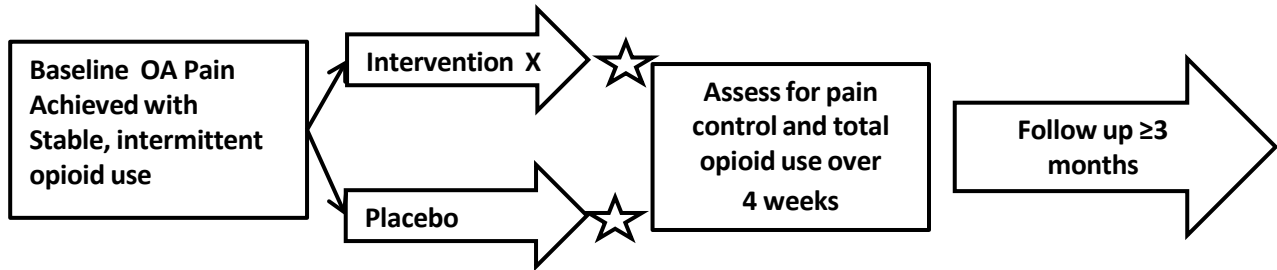 Baseline OA Pain
Achieved with
Stable, intermittent
opioid use
Intervention X
Placebo
Assess for pain
control and total
opioid use over
4 weeks
Follow up ≥3
months